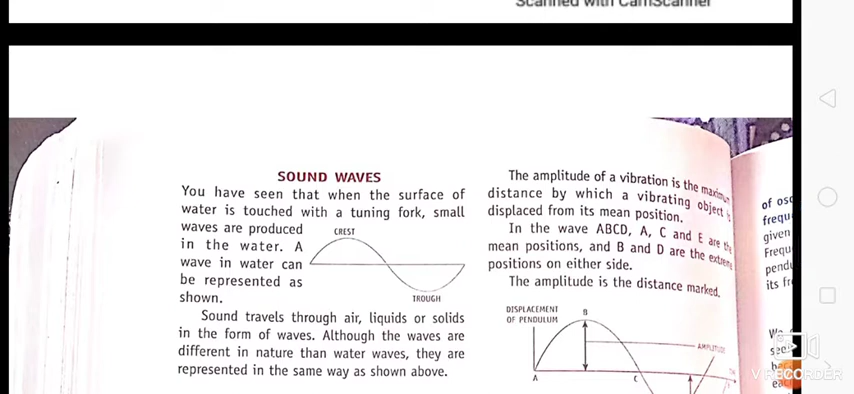 Scanned with CamScanner
SOUND WAVES
You have seen that when the surface of
water is touched with a tuning fork, small
waves are produced
in the water. A
wave in water can
be represented as
shown.
CREST
TROUGH
Sound travels through air, liquids or solids
in the form of waves. Although the waves are
different in nature than water waves, they are
represented in the same way as shown above.
The amplitude of a vibration is the maximum
distance by which a vibrating object is
displaced from its mean position.
In the wave ABCD, A, C and E are the
mean positions, and B and D are the extreme
positions on either side.
The amplitude is the distance marked.
DISPLACEMENT
OF PENDULUM
B
AMPLITUDE
A
C
of osc
frequ
given
Frequ
pendu
its fr
We
see
eac
V RECORDER